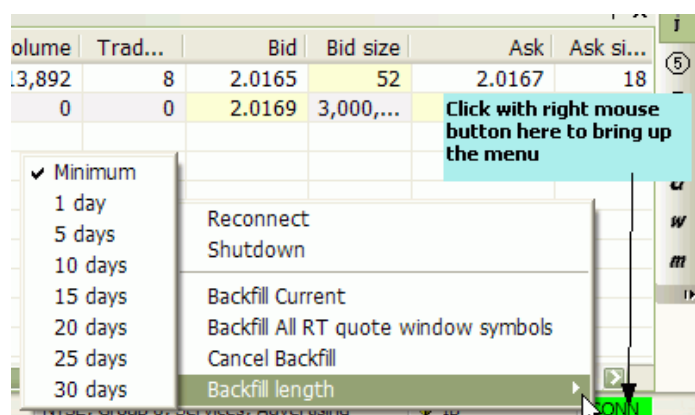 olume Trad... Bid Bid size Ask Ask si...
13,892 8 2.0165 52 2.0167 18
0 0 2.0169 3,000,...
Click with right mouse
button here to bring up
the menu
Minimum
1 day
5 days
10 days
15 days
20 days
25 days
30 days
Reconnect
Shutdown
Backfill Current
Backfill All RT quote window symbols
Cancel Backfill
Backfill length
j
5
w
m
CONN